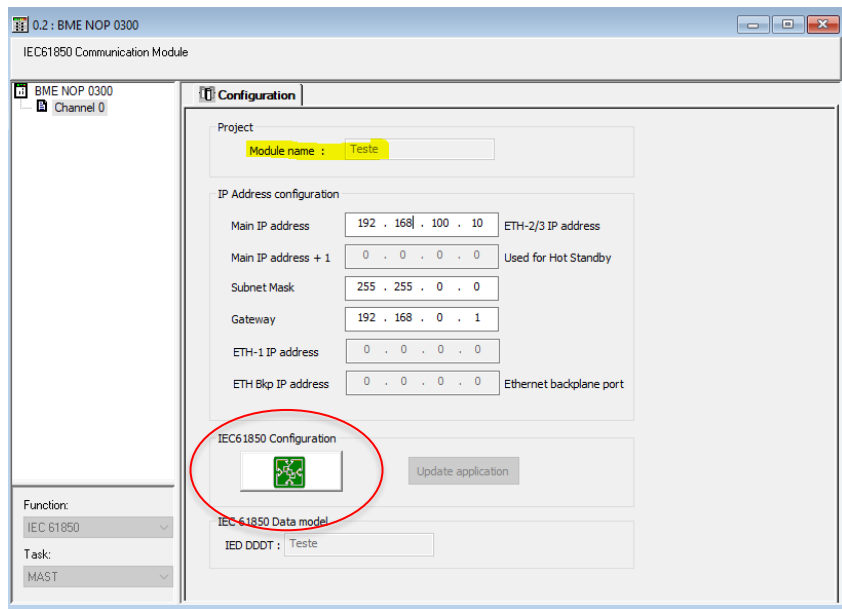 0.2 : BME NOP 0300
IEC61850 Communication Module
BME NOP 0300
Channel 0
Configuration
Project
Module name : Teste
IP Address configuration
Main IP address 192 . 168 . 100 . 10 ETH-2/3 IP address
Main IP address + 1 0 . 0 . 0 . 0 Used for Hot Standby
Subnet Mask 255 . 255 . 0 . 0
Gateway 192 . 168 . 0 . 1
ETH-1 IP address 0 . 0 . 0 . 0
ETH Bkp IP address 0 . 0 . 0 . 0 Ethernet backplane port
IEC61850 Configuration
Update application
IEC 61850 Data model
IED DDDT : Teste
Function:
IEC 61850
Task:
MAST